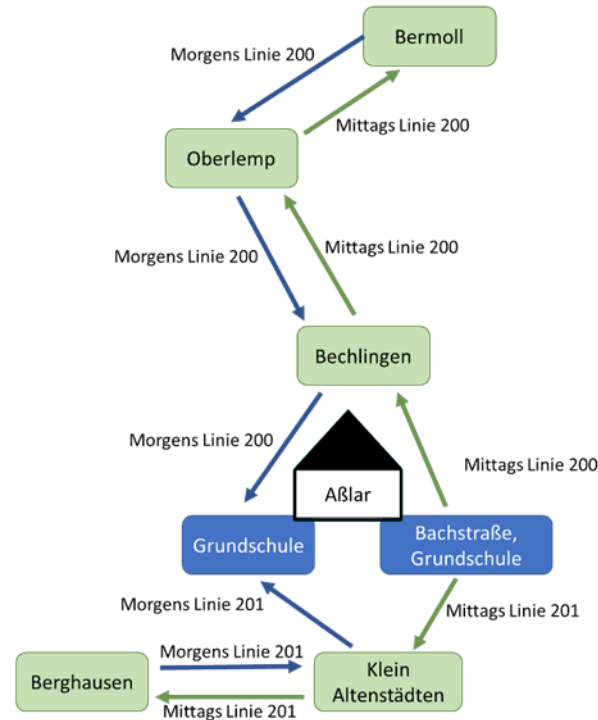 Bermoll
Morgens Linie 200
Mittags Linie 200
Oberlemp
Mittags Linie 200
Morgens Linie 200
Bechlingen
Morgens Linie 200
Mittags Linie 200
Aßlar
Grundschule
Bachstraße,
Grundschule
Morgens Linie 201
Mittags Linie 201
Morgens Linie 201
Berghausen
Klein
Altenstädten
Mittags Linie 201